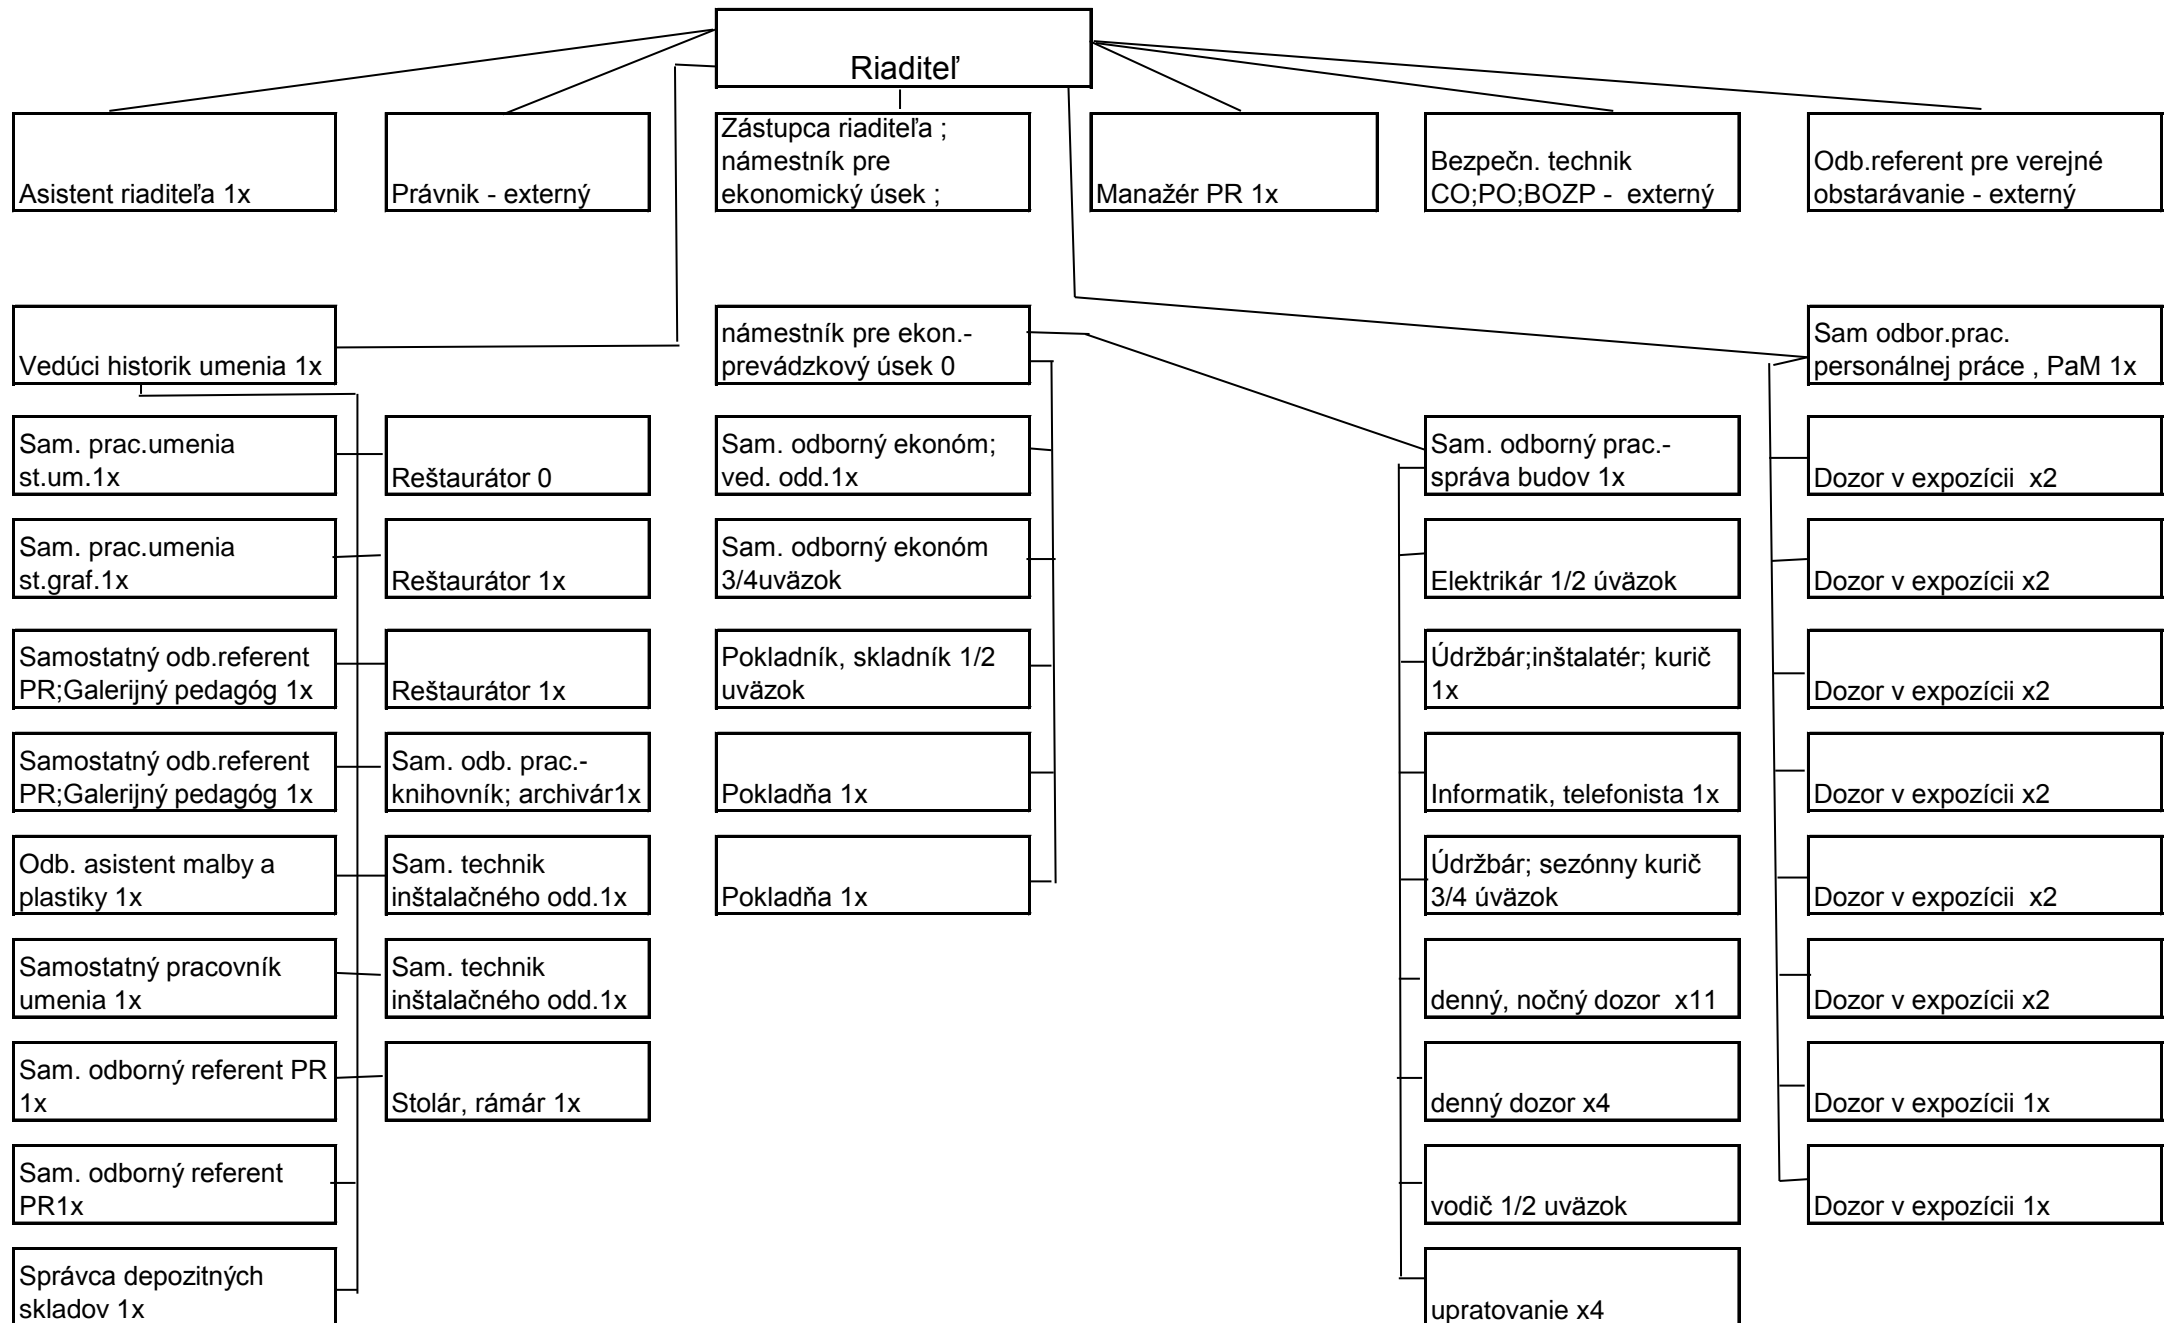 Riaditeľ
Asistent riaditeľa 1x
Právnik - externý
Zástupca riaditeľa ;
námestník pre
ekonomický úsek ;
Manažér PR 1x
Bezpečn. technik
CO;PO;BOZP -  externý
Odb.referent pre verejné
obstarávanie - externý
Vedúci historik umenia 1x
námestník pre ekon.-
prevádzkový úsek 0
Sam odbor.prac.
personálnej práce , PaM 1x
Sam. prac.umenia
st.um.1x
Reštaurátor 0
Sam. odborný ekonóm;
ved. odd.1x
Sam. odborný prac.-
správa budov 1x
Dozor v expozícii  x2
Sam. prac.umenia
st.graf.1x
Reštaurátor 1x
Sam. odborný ekonóm
3/4uväzok
Elektrikár 1/2 úväzok
Dozor v expozícii x2
Samostatný odb.referent
PR;Galerijný pedagóg 1x
Reštaurátor 1x
Pokladník, skladník 1/2
uväzok
Údržbár;inštalatér; kurič
1x
Dozor v expozícii x2
Samostatný odb.referent
PR;Galerijný pedagóg 1x
Sam. odb. prac.-
knihovník; archivár1x
Pokladňa 1x
Informatik, telefonista 1x
Dozor v expozícii x2
Odb. asistent malby a
plastiky 1x
Sam. technik
inštalačného odd.1x
Pokladňa 1x
Údržbár; sezónny kurič
3/4 úväzok
Dozor v expozícii  x2
Samostatný pracovník
umenia 1x
Sam. technik
inštalačného odd.1x
denný, nočný dozor  x11
Dozor v expozícii x2
Sam. odborný referent PR
1x
Stolár, rámár 1x
denný dozor x4
Dozor v expozícii 1x
Sam. odborný referent
PR1x
vodič 1/2 uväzok
Dozor v expozícii 1x
Správca depozitných
skladov 1x
upratovanie x4